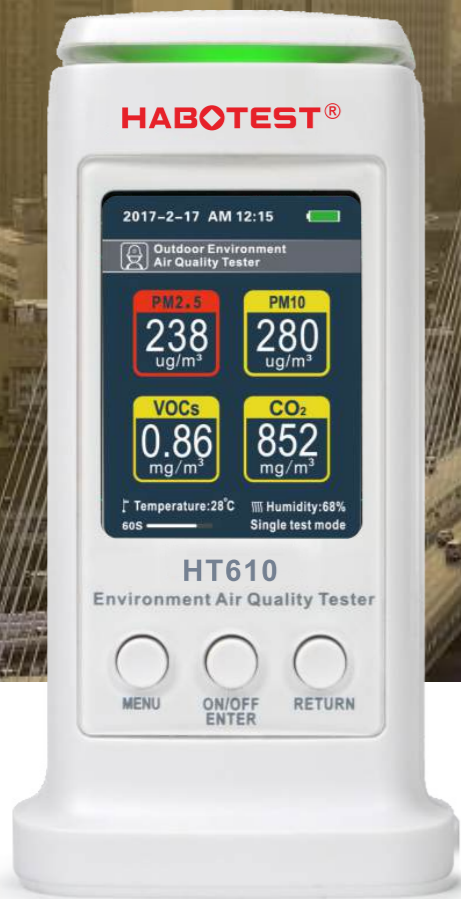 HABOTEST®
2017-2-17 AM 12:15
Outdoor Environment
Air Quality Tester
PM2.5
238
ug/m³
PM10
280
ug/m³
VOCs
0.86
mg/m³
CO₂
852
mg/m³
Temperature:28°C
Humidity:68%
60S
Single test mode
HT610
Environment Air Quality Tester
MENU
ON/OFF
ENTER
RETURN